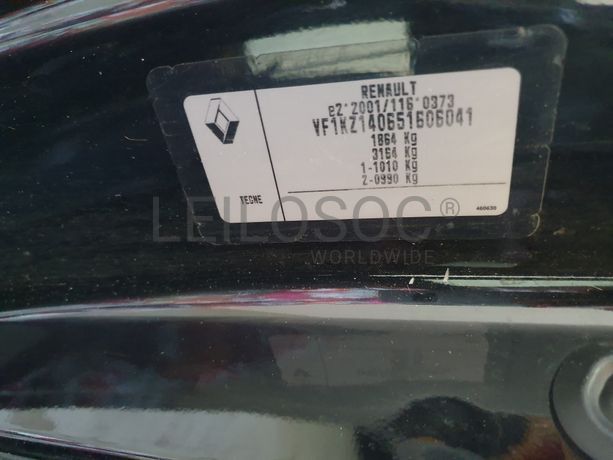 RENAULT
e2*2001/116*0373
VF1KZ140651606041
1864 Kg
3164 Kg
1-1010 Kg
2-0990 Kg
TECNE
460630
LEILOSOC®
WORLDWIDE